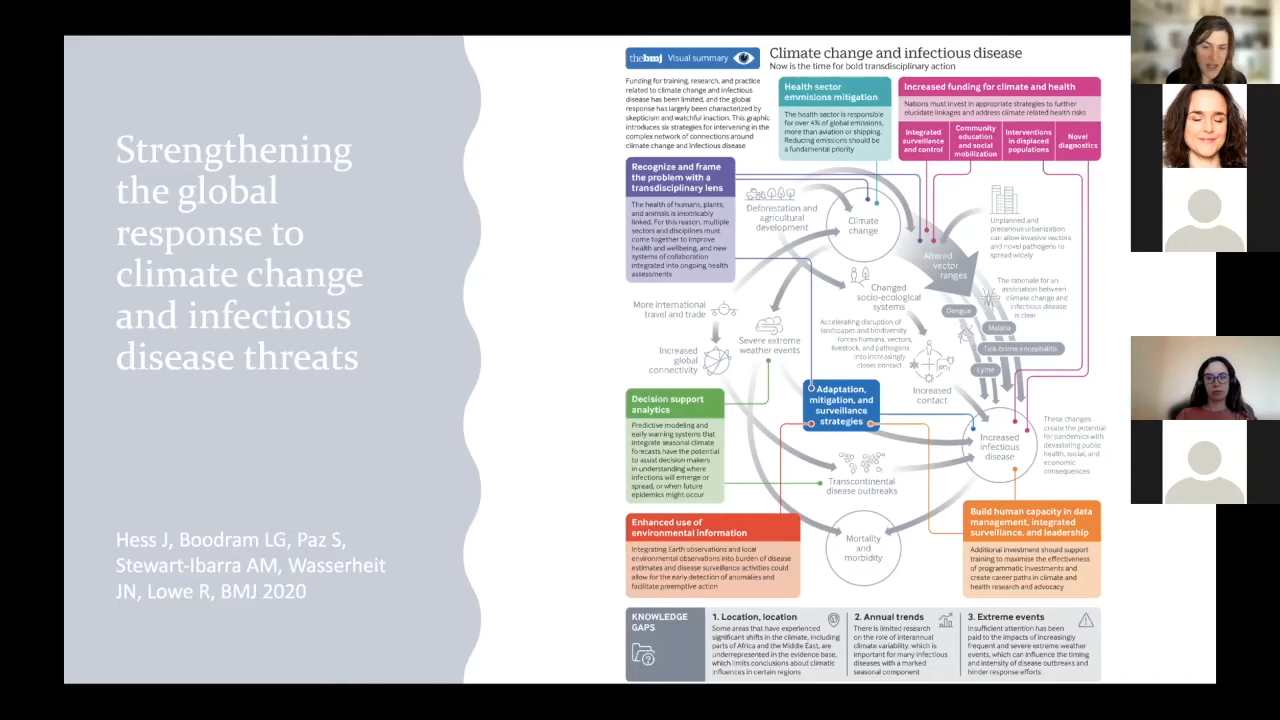 Strengthening
the global
response to
climate change
and infectious
disease threats
Hess J, Boodram LG, Paz S,
Stewart-Ibarra AM, Wasserheit
JN, Lowe R, BMJ 2020
thebmj Visual summary
Climate change and infectious disease
Now is the time for bold transdisciplinary action
Funding for training, research, and practice
related to climate change and infectious
disease has been limited, and the global
response has largely been characterized by
skepticism and watchful inaction. This graphic
introduces six strategies for intervening in the
complex network of connections around
climate change and infectious disease
Health sector
emmisions mitigation
The health sector is responsible
for over 4% of global emissions,
more than aviation or shipping.
Reducing emissions should be
a fundamental priority
Increased funding for climate and health
Nations must invest in appropriate strategies to further
elucidate linkages and address climate related health risks
Integrated
surveillance
and control
Community
education
and social
mobilization
Interventions
in displaced
populations
Novel
diagnostics
Recognize and frame
the problem with a
transdisciplinary lens
The health of humans, plants,
and animals is inextricably
linked. For this reason, multiple
sectors and disciplines must
come together to improve
health and wellbeing, and new
systems of collaboration
integrated into ongoing health
assessments
Deforestation and
agricultural
development
Climate
change
Altered
vector
ranges
Unplanned and
precarious urbanization
can allow invasive vectors
and novel pathogens to
spread widely
More international
travel and trade
Increased
global
connectivity
Severe extreme
weather events
Changed
socio-ecological
systems
Accelerating disruption of
landscapes and biodiversity
forces humans, vectors,
livestock, and pathogens
into increasingly
closer contact
Increased
contact
The rationale for an
association between
climate change and
infectious disease
is clear
Dengue
Malaria
Tick-borne encephalitis
Lyme
Decision support
analytics
Predictive modeling and
early warning systems that
integrate seasonal climate
forecasts have the potential
to assist decision makers
in understanding where
infections will emerge or
spread, or when future
epidemics might occur
Adaptation,
mitigation, and
surveillance
strategies
Increased
infectious
disease
These changes
create the potential
for pandemics with
devastating public
health, social, and
economic
consequences
Transcontinental
disease outbreaks
Mortality
and
morbidity
Enhanced use of
environmental information
Integrating Earth observations and local
environmental observations into burden of disease
estimates and disease surveillance activities could
allow for the early detection of anomalies and
facilitate preemptive action
Build human capacity in data
management, integrated
surveillance, and leadership
Additional investment should support
training to maximise the effectiveness
of programmatic investments and
create career paths in climate and
health research and advocacy
KNOWLEDGE
GAPS
1. Location, location
Some areas that have experienced
significant shifts in the climate, including
parts of Africa and the Middle East, are
underrepresented in the evidence base,
which limits conclusions about climatic
influences in certain regions
2. Annual trends
There is limited research
on the role of interannual
climate variability, which is
important for many infectious
diseases with a marked
seasonal component
3. Extreme events
Insufficient attention has been
paid to the impacts of increasingly
frequent and severe extreme weather
events, which can influence the timing
and intensity of disease outbreaks and
hinder response efforts